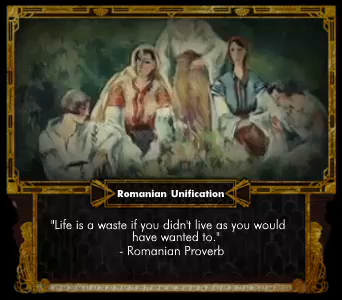 Romanian Unification
"Life is a waste if you didn't live as you would
have wanted to."
- Romanian Proverb